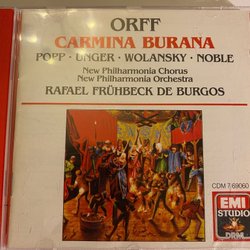 ORFF
CARMINA BURANA
POPP · UNGER · WOLANSKY · NOBLE
New Philharmonia Chorus
New Philharmonia Orchestra
RAFAEL FRÜHBECK DE BURGOS
CDM 7 69060
EMI
STUDIO
DRM